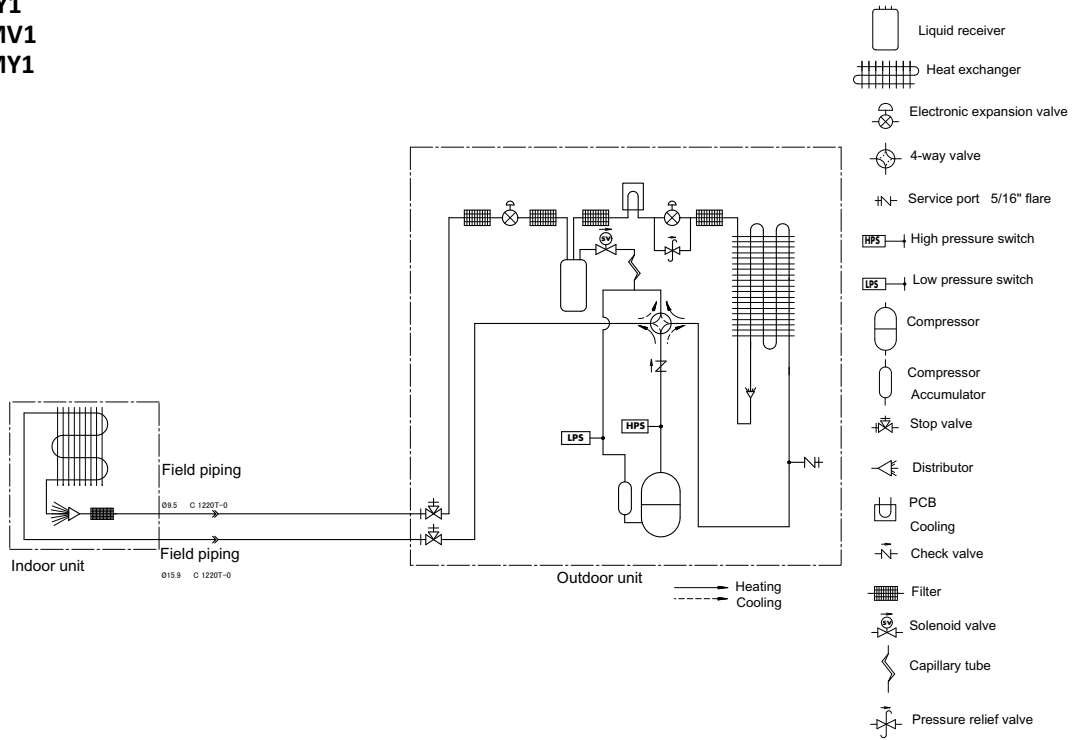 Y1
MV1
MY1
Liquid receiver
Heat exchanger
Electronic expansion valve
4-way valve
Service port 5/16" flare
HPS High pressure switch
LPS Low pressure switch
Compressor
Compressor
Accumulator
Stop valve
Distributor
PCB
Cooling
Check valve
Filter
SV Solenoid valve
Capillary tube
Pressure relief valve
SV
HPS
LPS
Field piping
Ø9.5 C 1220T-0
Field piping
Ø15.9 C 1220T-0
Indoor unit
Outdoor unit
Heating
Cooling